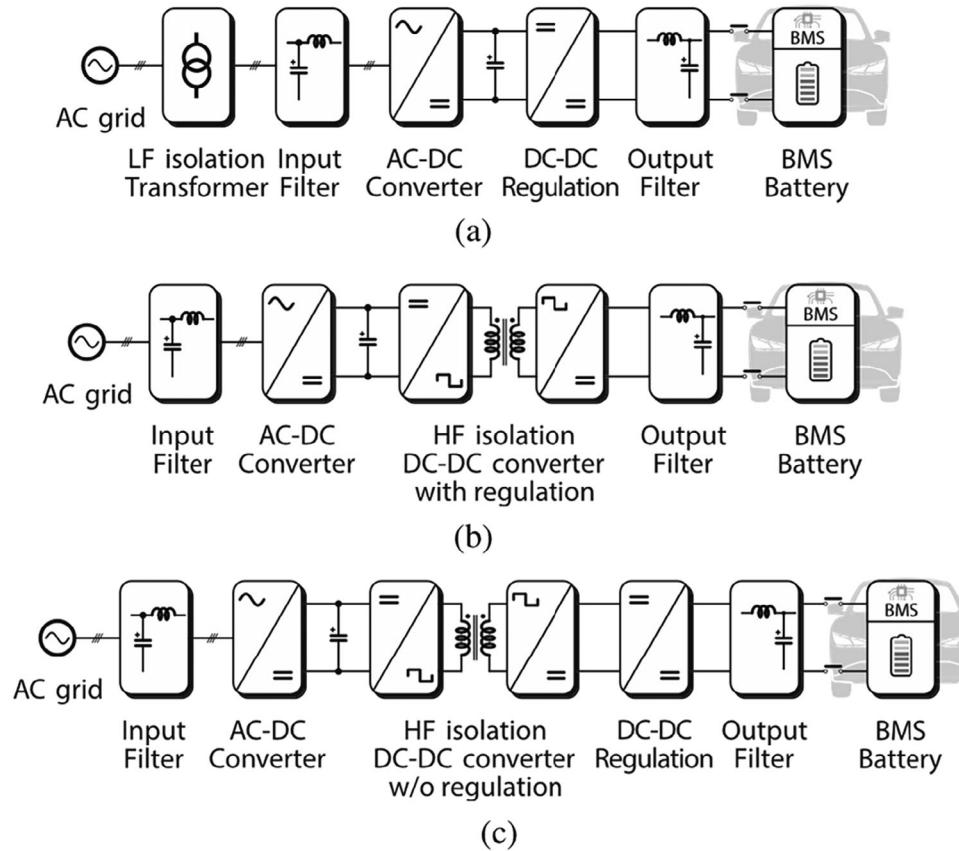 BMS
AC grid
LF isolation
Transformer
Input
Filter
AC-DC
Converter
DC-DC
Regulation
Output
Filter
BMS
Battery
(a)
BMS
AC grid
Input
Filter
AC-DC
Converter
HF isolation
DC-DC converter
with regulation
Output
Filter
BMS
Battery
(b)
BMS
AC grid
Input
Filter
AC-DC
Converter
HF isolation
DC-DC converter
w/o regulation
DC-DC
Regulation
Output
Filter
BMS
Battery
(c)